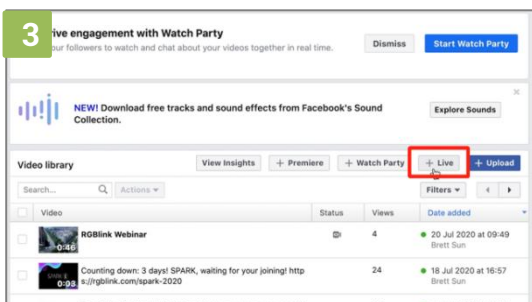 3
ive engagement with Watch Party
our followers to watch and chat about your videos together in real time.
Dismiss
Start Watch Party
NEW! Download free tracks and sound effects from Facebook's Sound
Collection.
Explore Sounds
Video library
View Insights
+ Premiere
+ Watch Party
+ Live
+ Upload
Search...
Actions
Filters
Video
Status
Views
Date added
0:46
RGBlink Webinar
4
20 Jul 2020 at 09:49
Brett Sun
0:03
Counting down: 3 days! SPARK, waiting for your joining! http
s://rgblink.com/spark-2020
24
18 Jul 2020 at 16:57
Brett Sun